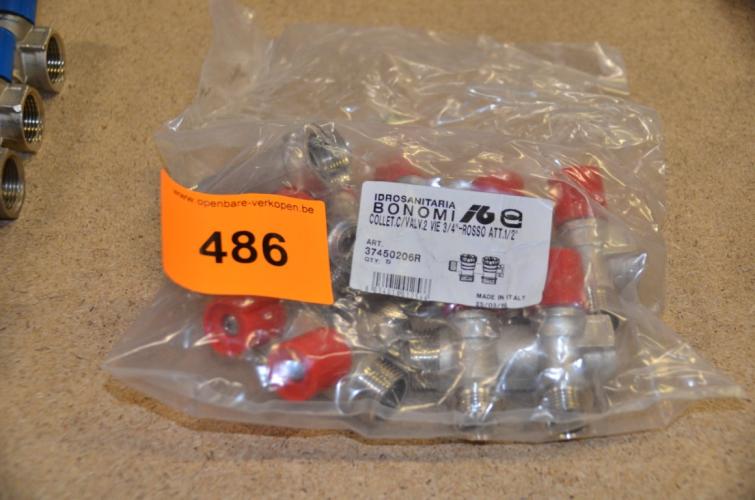 www.openbare-verkopen.be
486
IDROSANITARIA
BONOMI
COLLET.C/VALV.2 VIE 3/4"-ROSSO ATT.1/2"
ART.
37450206R
QTY:
MADE IN ITALY